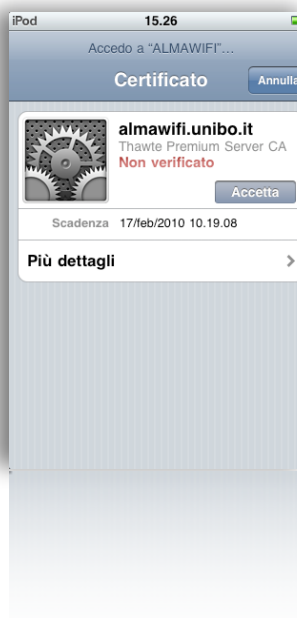 iPod 15.26
Accedo a “ALMAWIFI”...
Certificato Annulla
almawifi.unibo.it
Thawte Premium Server CA
Non verificato
Accetta
Scadenza 17/feb/2010 10.19.08
Più dettagli